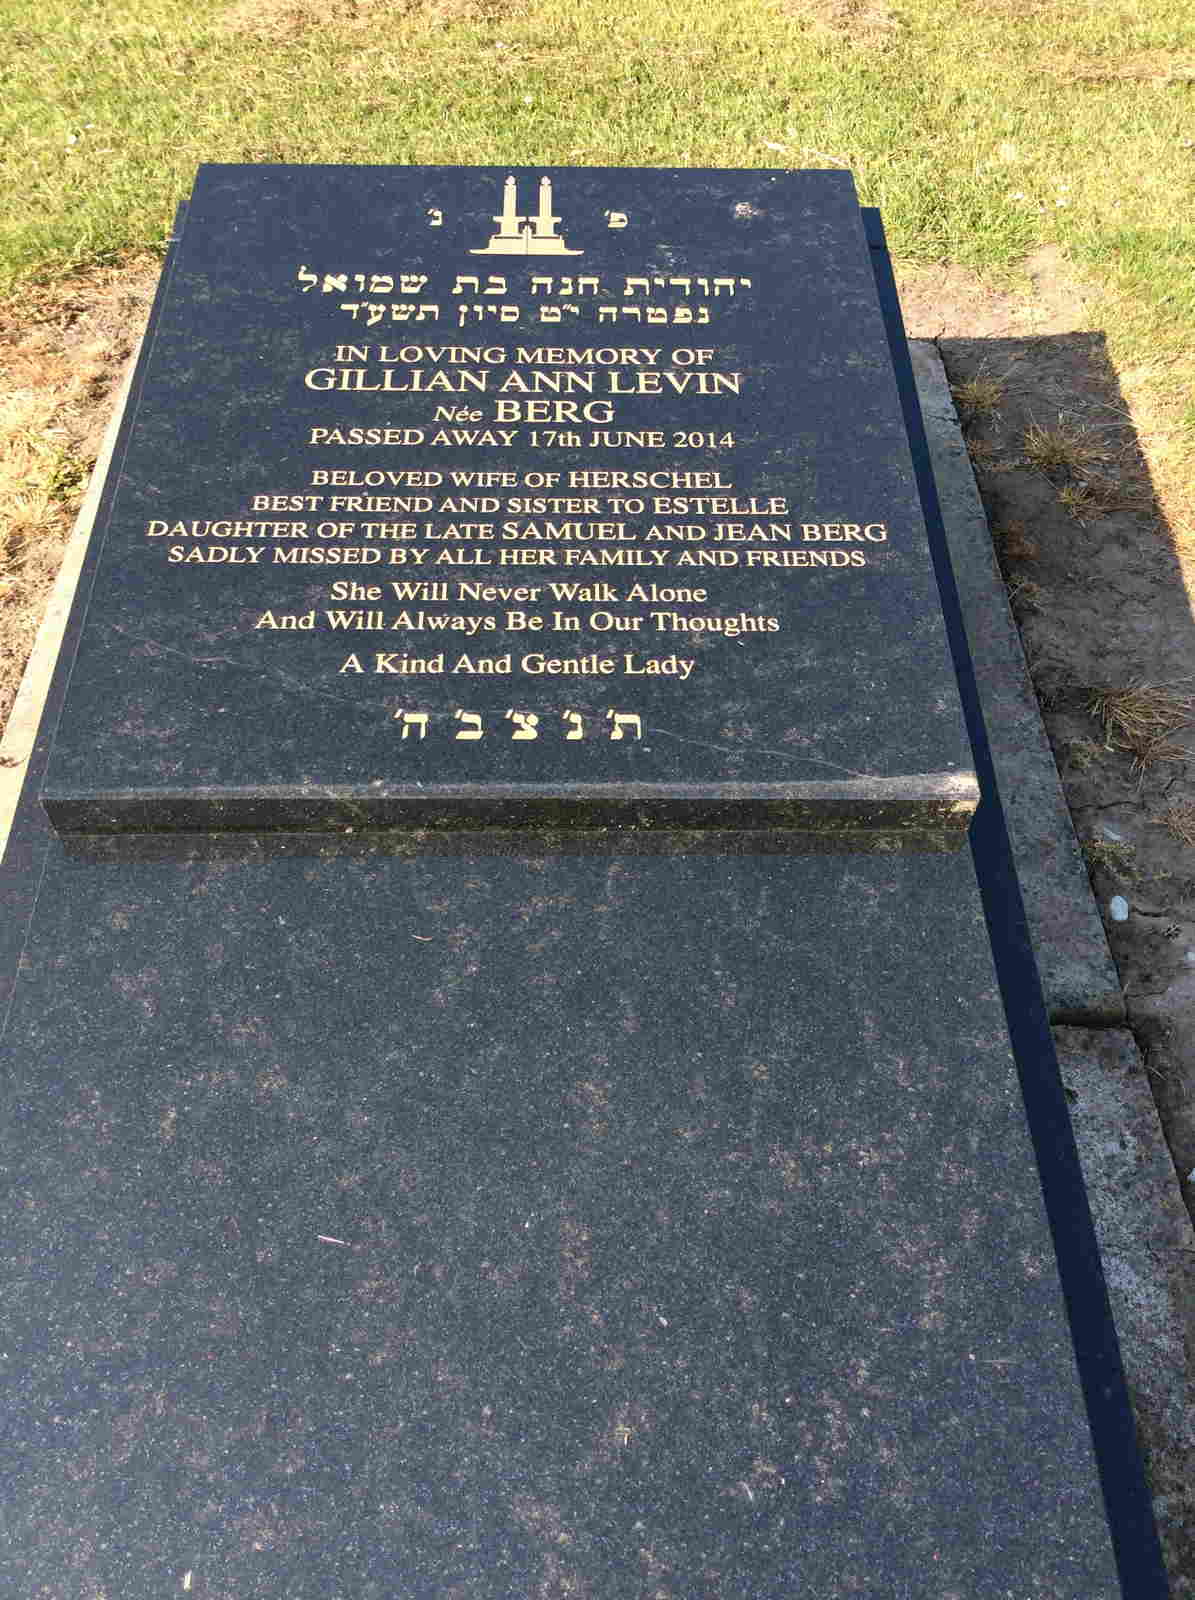 פ' נ'
יהודית חנה בת שמואל
נפטרה י"ט סיון תשע"ד
IN LOVING MEMORY OF
GILLIAN ANN LEVIN
Née BERG
PASSED AWAY 17th JUNE 2014
BELOVED WIFE OF HERSCHEL
BEST FRIEND AND SISTER TO ESTELLE
DAUGHTER OF THE LATE SAMUEL AND JEAN BERG
SADLY MISSED BY ALL HER FAMILY AND FRIENDS
She Will Never Walk Alone
And Will Always Be In Our Thoughts
A Kind And Gentle Lady
ת' נ' צ' ב' ה'